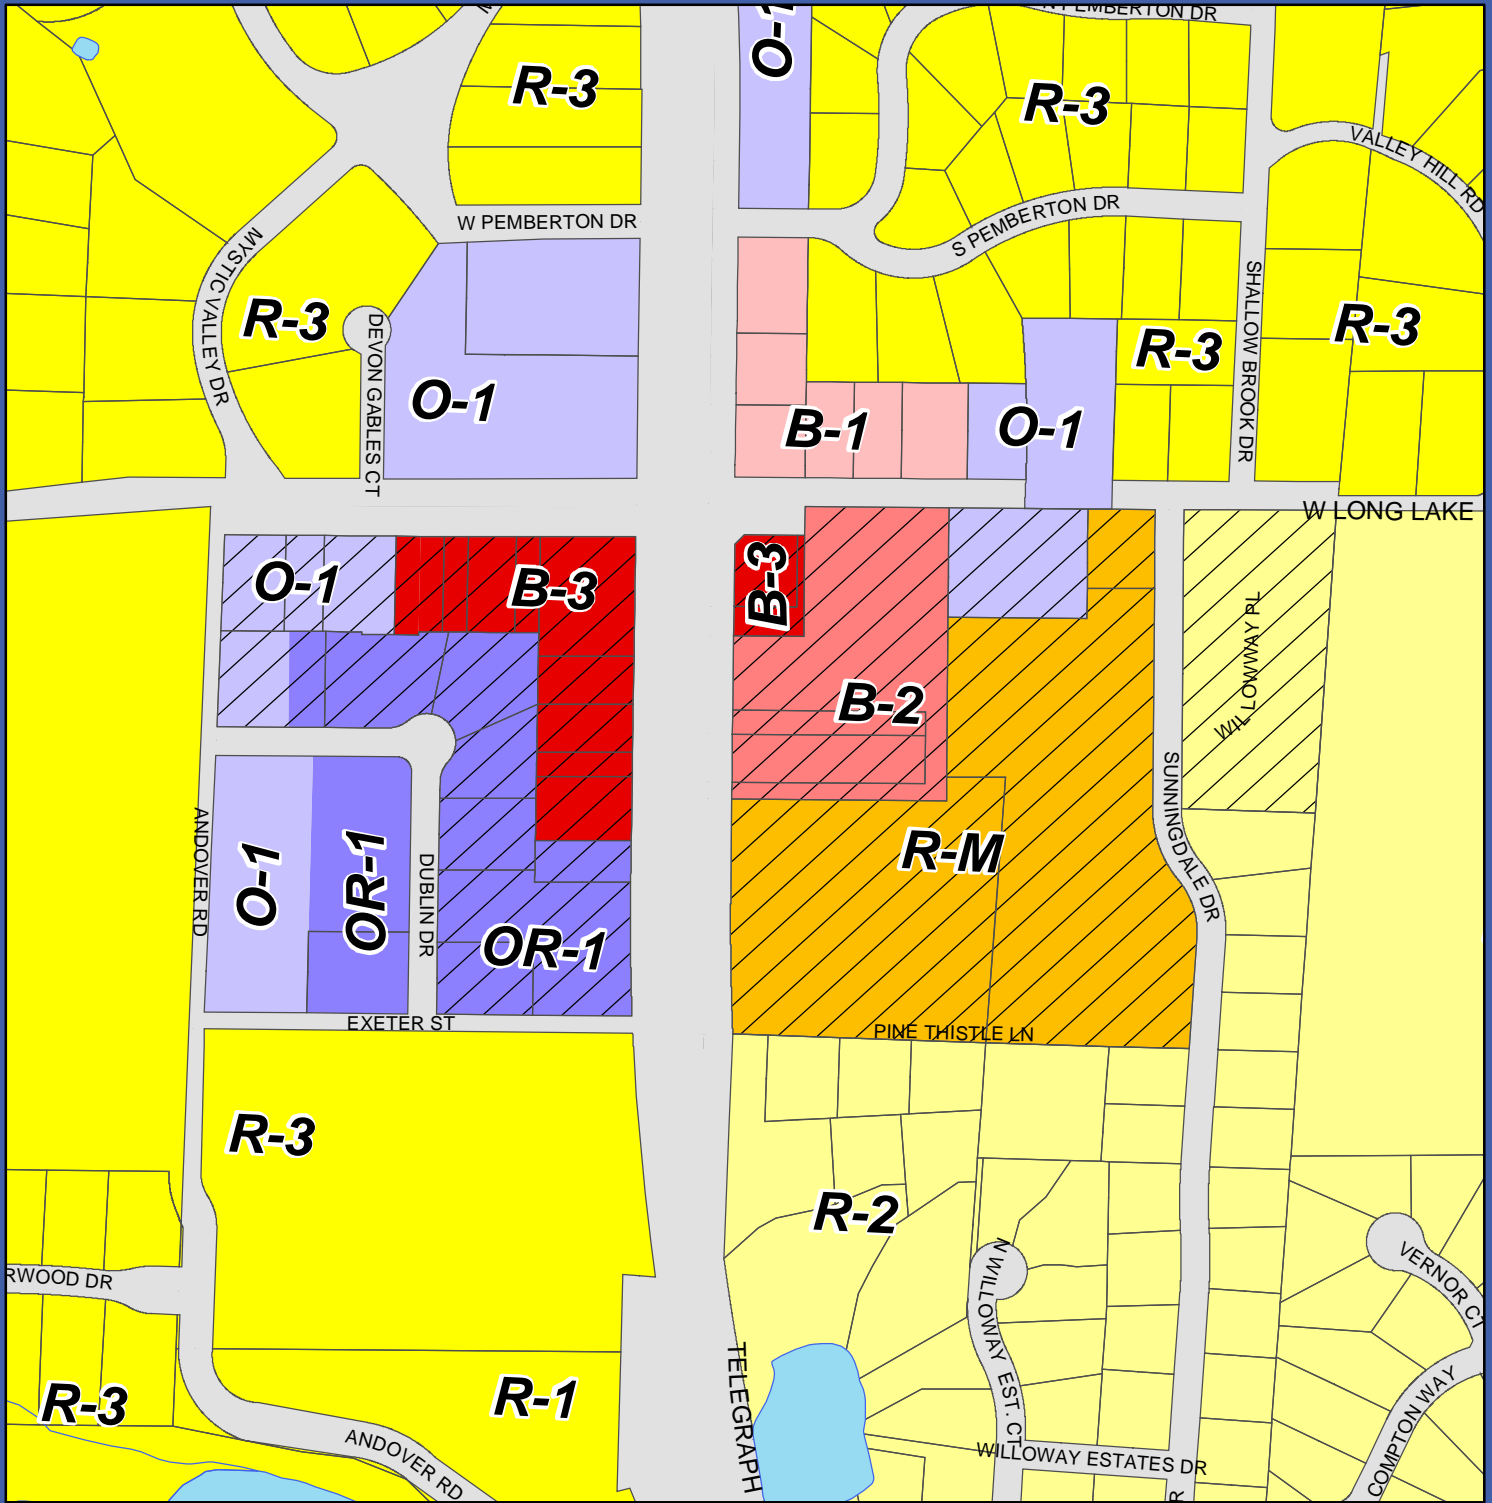 O-1
N PEMBERTON DR
R-3
R-3
VALLEY HILL RD
W PEMBERTON DR
S PEMBERTON DR
MYSTIC VALLEY DR
R-3
DEVON GABLES CT
O-1
B-1
O-1
R-3
SHALLOW BROOK DR
R-3
W LONG LAKE
O-1
B-3
B-3
B-2
WILLOWAY PL
SUNNINGDALE DR
ANDOVER RD
O-1
OR-1
DUBLIN DR
OR-1
R-M
EXETER ST
PINE THISTLE LN
R-3
R-2
RWOOD DR
N WILLOWAY EST. CT
VERNOR CT
R-3
R-1
TELEGRAPH
COMPTON WAY
ANDOVER RD
WILLOWAY ESTATES DR
R